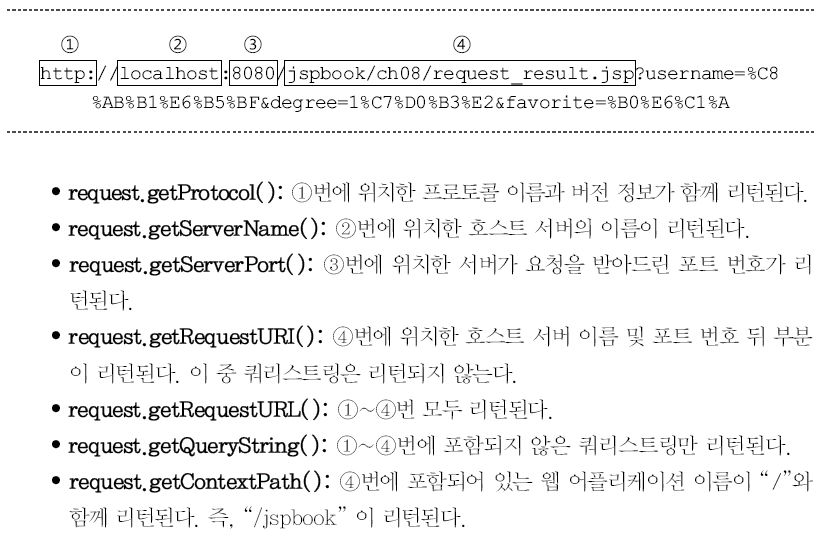 ① ② ③ ④
http://localhost:8080/jspbook/ch08/request_result.jsp?username=%C8
%AB%B1%E6%B5%BF&degree=1%C7%D0%B3%E2&favorite=%B0%E6%C1%A
• request.getProtocol(): ①번에 위치한 프로토콜 이름과 버전 정보가 함께 리턴된다.
• request.getServerName(): ②번에 위치한 호스트 서버의 이름이 리턴된다.
• request.getServerPort(): ③번에 위치한 서버가 요청을 받아드린 포트 번호가 리
턴된다.
• request.getRequestURI(): ④번에 위치한 호스트 서버 이름 및 포트 번호 뒤 부분
이 리턴된다. 이 중 쿼리스트링은 리턴되지 않는다.
• request.getRequestURL(): ①~④번 모두 리턴된다.
• request.getQueryString(): ①~④번에 포함되지 않은 쿼리스트링만 리턴된다.
• request.getContextPath(): ④번에 포함되어 있는 웹 어플리케이션 이름이 “/”와
함께 리턴된다. 즉, “/jspbook” 이 리턴된다.